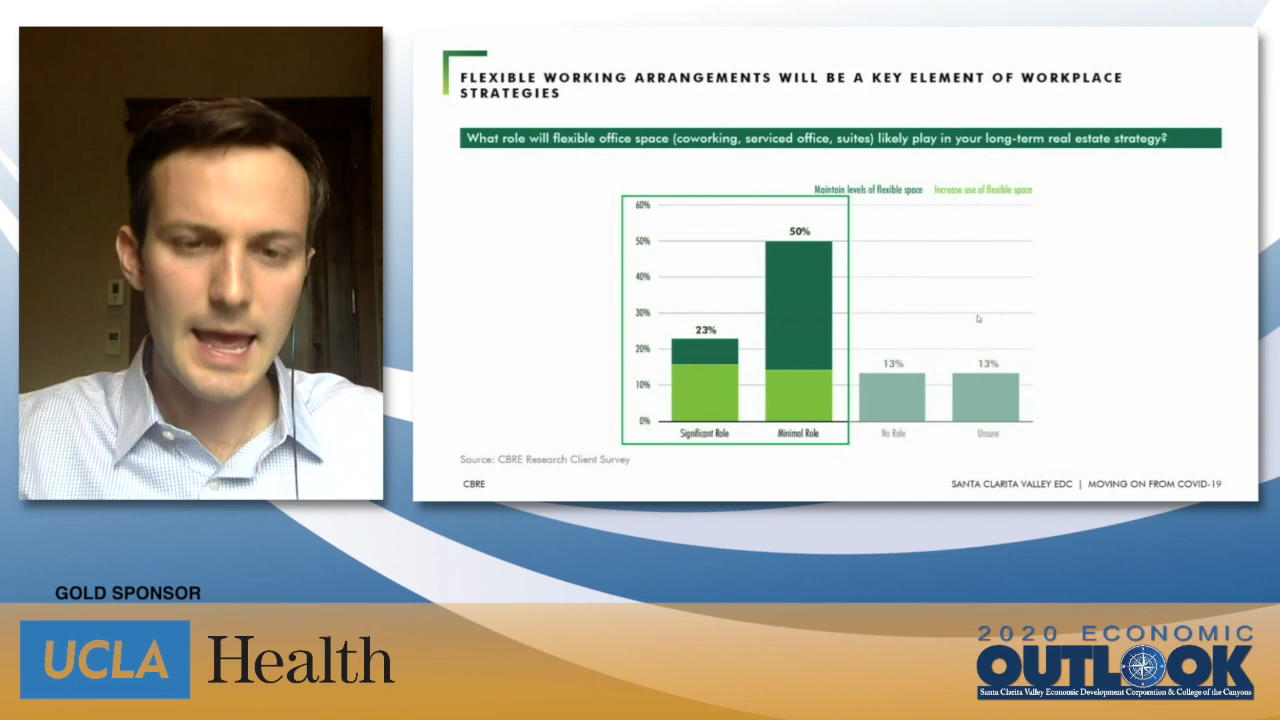 FLEXIBLE WORKING ARRANGEMENTS WILL BE A KEY ELEMENT OF WORKPLACE
STRATEGIES
What role will flexible office space (coworking, serviced office, suites) likely play in your long-term real estate strategy?
Maintain levels of flexible space Increase use of flexible space
60%
50%
40%
30%
20%
10%
0%
23%
50%
13%
13%
Significant Role Minimal Role No Role Unsure
Source: CBRE Research Client Survey
CBRE
SANTA CLARITA VALLEY EDC | MOVING ON FROM COVID-19
GOLD SPONSOR
UCLA Health
2020 ECONOMIC
OUTLOOK
Santa Clarita Valley Economic Development Corporation & College of the Canyons